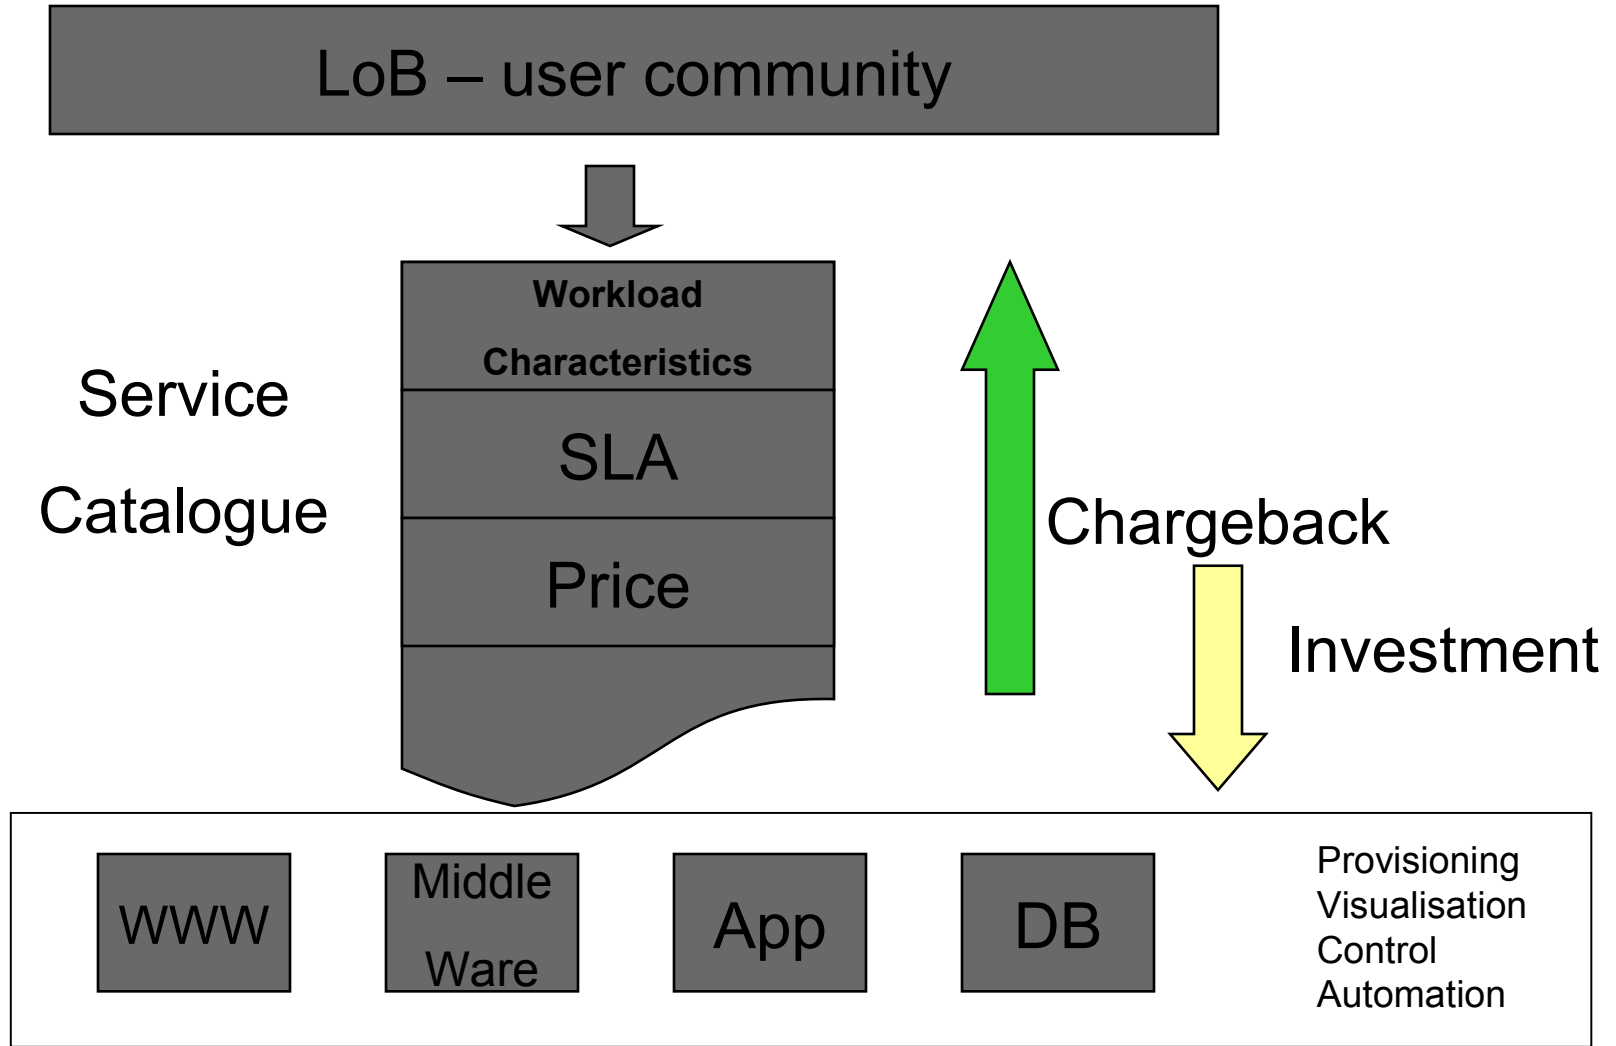 LoB – user community
Workload
Characteristics
Service
Catalogue
SLA
Price
Chargeback
Investment
WWW
Middle
Ware
App
DB
Provisioning
Visualisation
Control
Automation